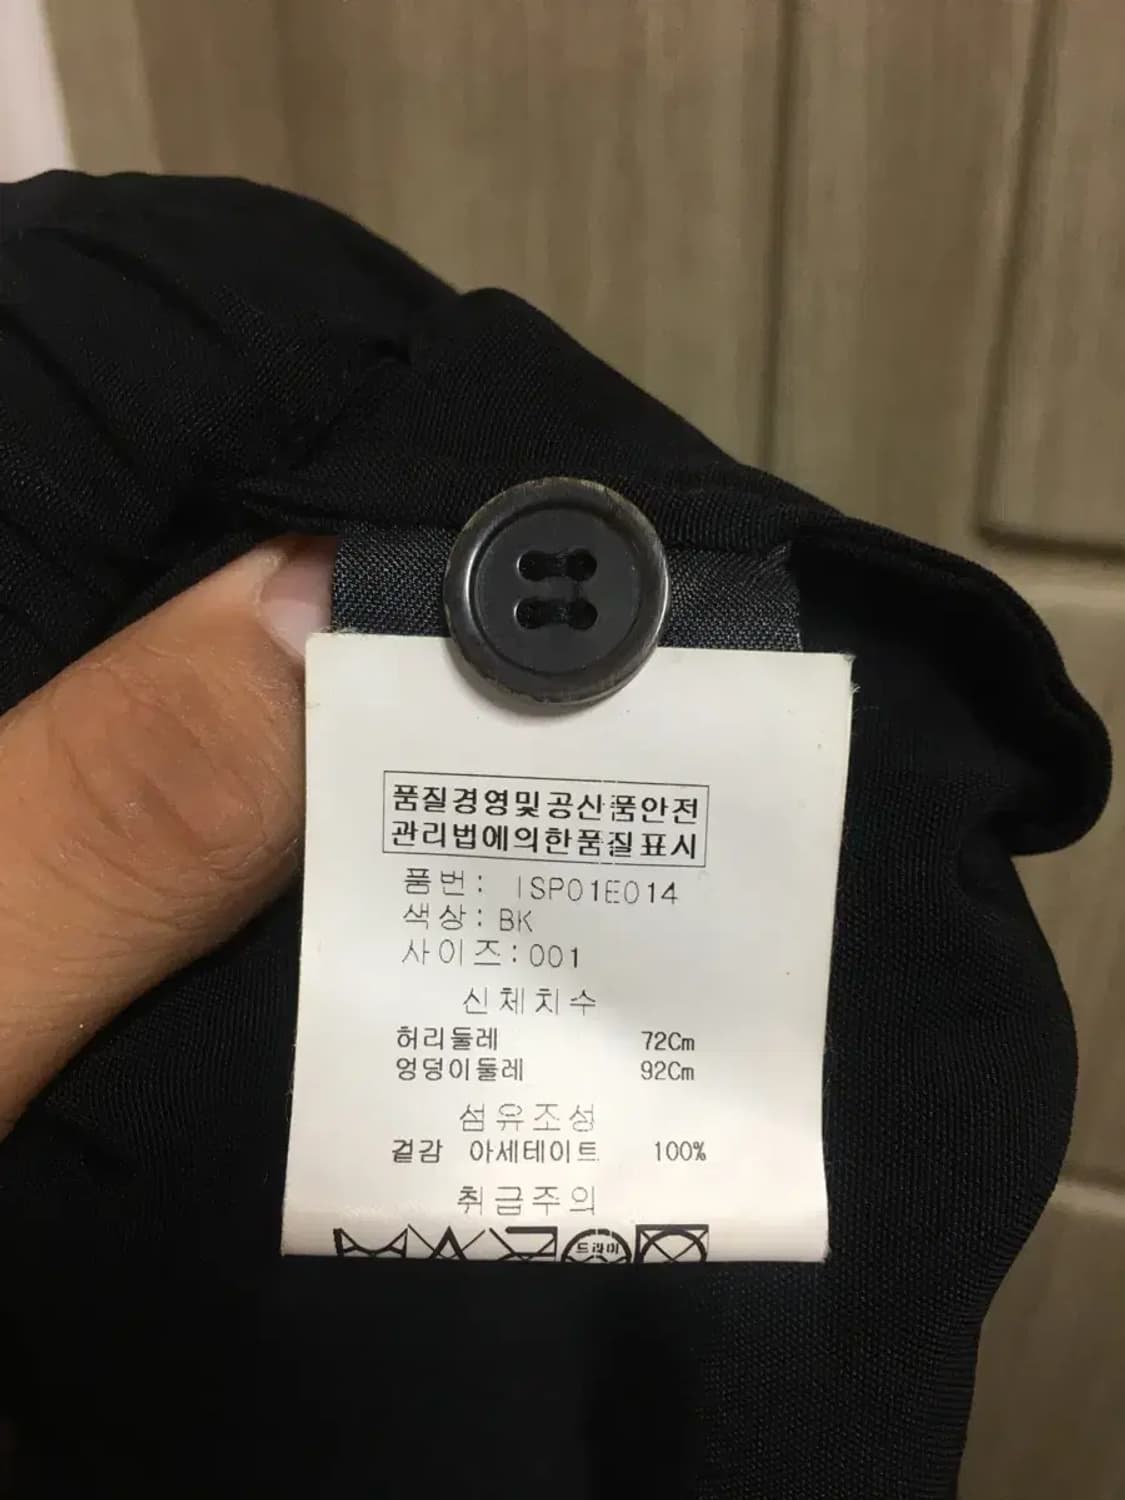 품질경영및공산품안전
관리법에의한품질표시
품번: ISP01E014
색상: BK
사이즈: 001
신체치수
허리둘레 72Cm
엉덩이둘레 92Cm
섬유조성
겉감 아세테이트 100%
취급주의
드라이